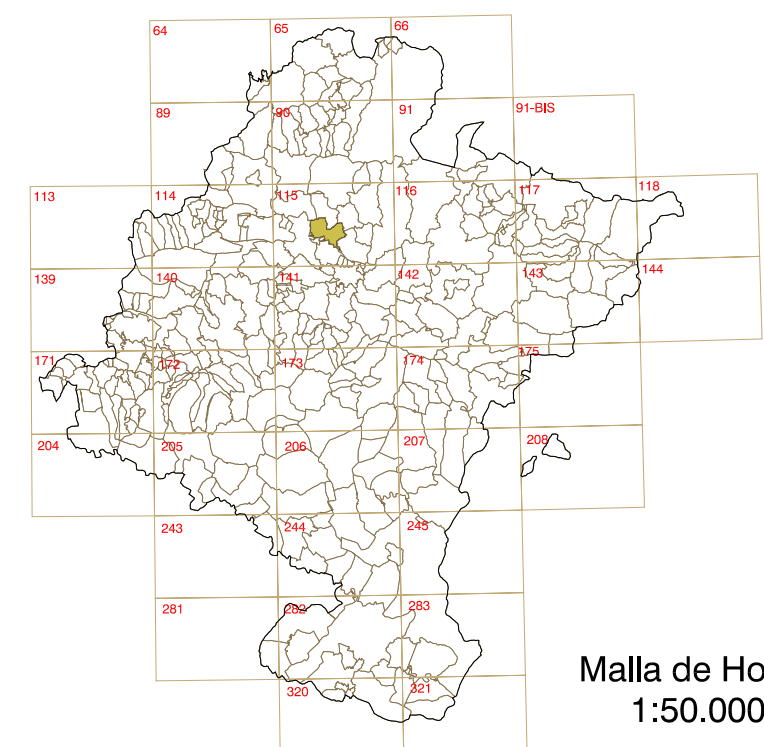 64 65 66
89 90 91 91-BIS
113 114 115 116 117 118
139 140 141 142 143 144
171 172 173 174 175
204 205 206 207 208
243 244 245
281 282 283
320 321
Malla de Ho
1:50.000